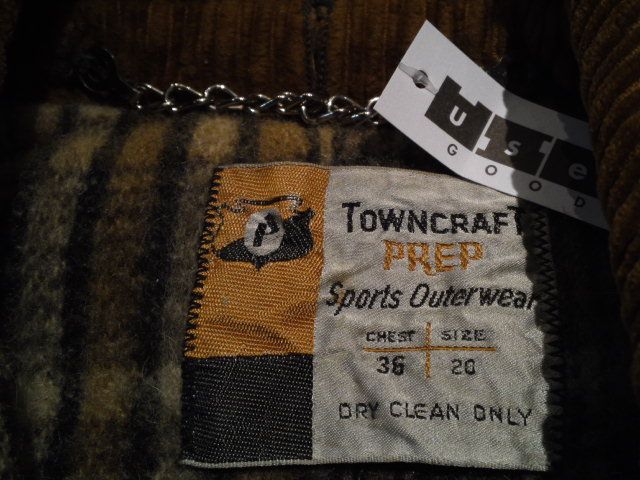 use
GOOD
P
TOWNCRAFT
PREP
Sports Outerwear
CHEST SIZE
36 20
DRY CLEAN ONLY